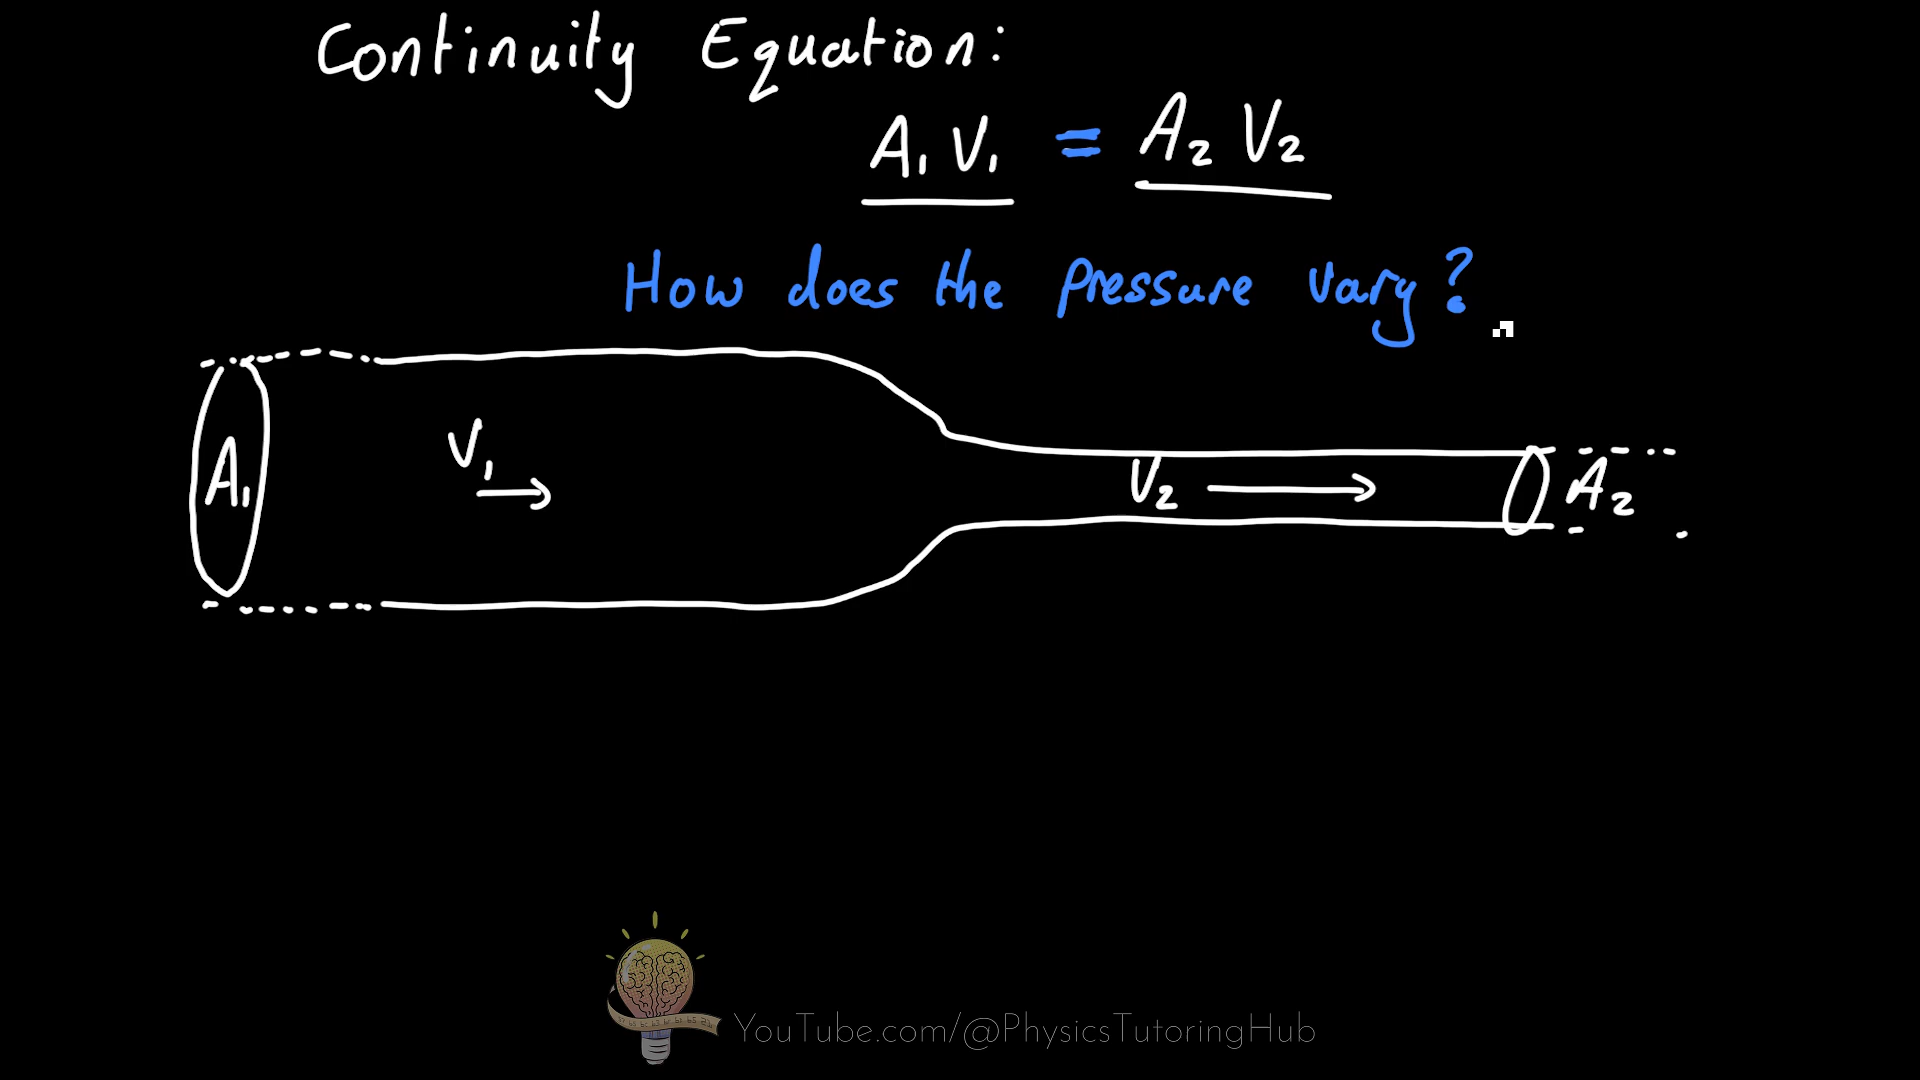 Continuity Equation:
A₁ V₁ = A₂ V₂
How does the pressure vary?
A₁
V₁
V₂
A₂
YouTube.com/@PhysicsTutoringHub